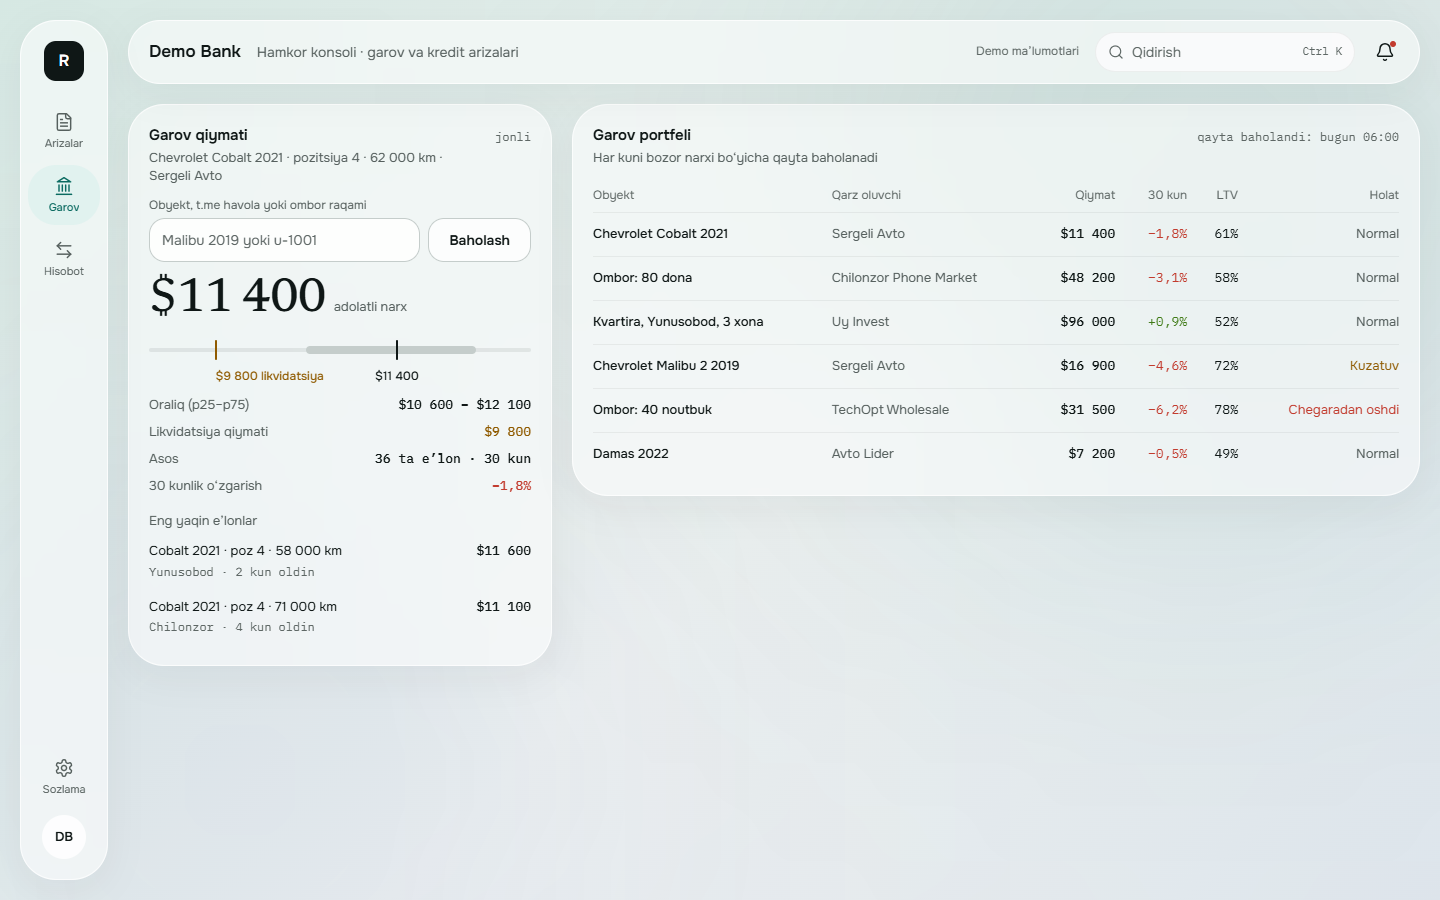 R
Arizalar
Garov
Hisobot
Sozlama
DB
Demo Bank Hamkor konsoli · garov va kredit arizalari Demo maʼlumotlari Qidirish Ctrl K
Garov qiymati jonli
Chevrolet Cobalt 2021 · pozitsiya 4 · 62 000 km ·
Sergeli Avto
Obyekt, t.me havola yoki ombor raqami
Malibu 2019 yoki u-1001 Baholash
$11 400 adolatli narx
$9 800 likvidatsiya $11 400
Oraliq (p25–p75) $10 600 – $12 100
Likvidatsiya qiymati $9 800
Asos 36 ta eʼlon · 30 kun
30 kunlik oʻzgarish −1,8%
Eng yaqin eʼlonlar
Cobalt 2021 · poz 4 · 58 000 km $11 600
Yunusobod · 2 kun oldin
Cobalt 2021 · poz 4 · 71 000 km $11 100
Chilonzor · 4 kun oldin
Garov portfeli qayta baholandi: bugun 06:00
Har kuni bozor narxi boʻyicha qayta baholanadi
Obyekt Qarz oluvchi Qiymat 30 kun LTV Holat
Chevrolet Cobalt 2021 Sergeli Avto $11 400 −1,8% 61% Normal
Ombor: 80 dona Chilonzor Phone Market $48 200 −3,1% 58% Normal
Kvartira, Yunusobod, 3 xona Uy Invest $96 000 +0,9% 52% Normal
Chevrolet Malibu 2 2019 Sergeli Avto $16 900 −4,6% 72% Kuzatuv
Ombor: 40 noutbuk TechOpt Wholesale $31 500 −6,2% 78% Chegaradan oshdi
Damas 2022 Avto Lider $7 200 −0,5% 49% Normal